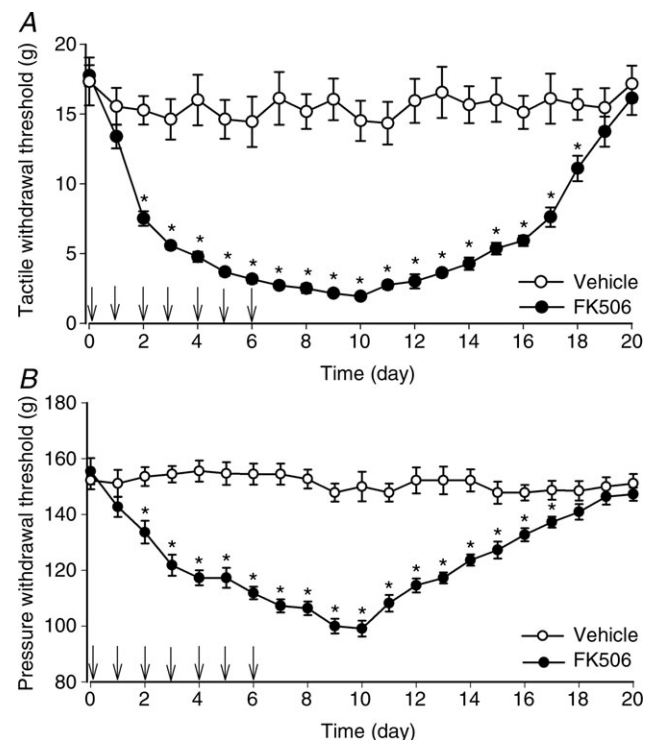 A
Tactile withdrawal threshold (g)
20
15
10
5
0
* * * * * * * * * * * * * * * * *
Vehicle
FK506
0 2 4 6 8 10 12 14 16 18 20
Time (day)
B
Pressure withdrawal threshold (g)
180
160
140
120
100
80
* * * * * * * * * * * * * * * *
Vehicle
FK506
0 2 4 6 8 10 12 14 16 18 20
Time (day)